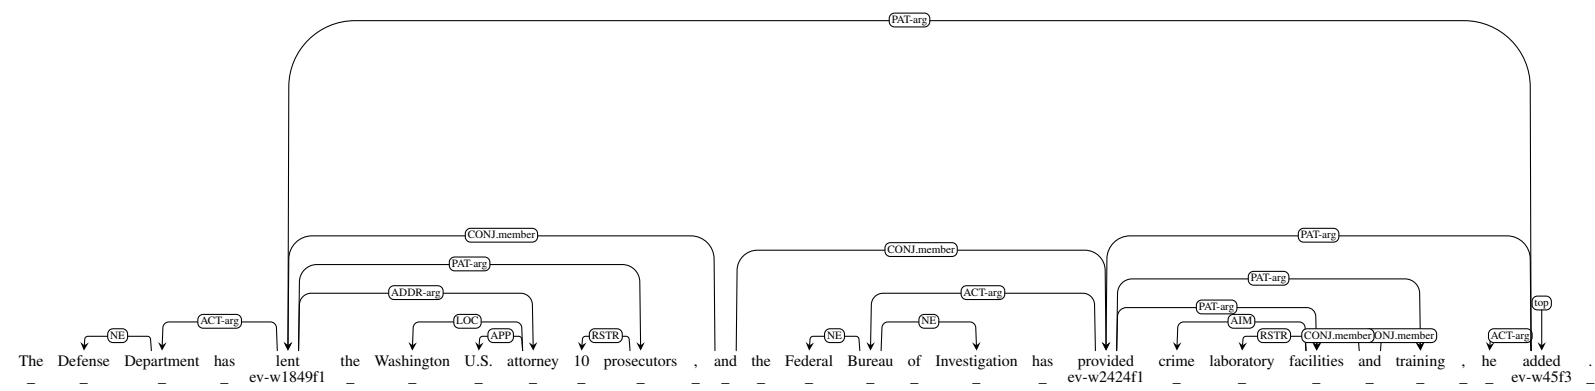 PAT-arg
CONJ.member PAT-arg
CONJ.member
PAT-arg PAT-arg
ADDR-arg ACT-arg
top
PAT-arg
ACT-arg LOC NE AIM
NE APP RSTR NE RSTR CONJ.member ONJ.member ACT-arg
The Defense Department has lent the Washington U.S. attorney 10 prosecutors , and the Federal Bureau of Investigation has provided crime laboratory facilities and training , he added .
ev-w1849f1 ev-w2424f1 ev-w45f3
_ _ _ _ _ _ _ _ _ _ _ _ _ _ _ _ _ _ _ _ _ _ _ _ _ _ _ _ _